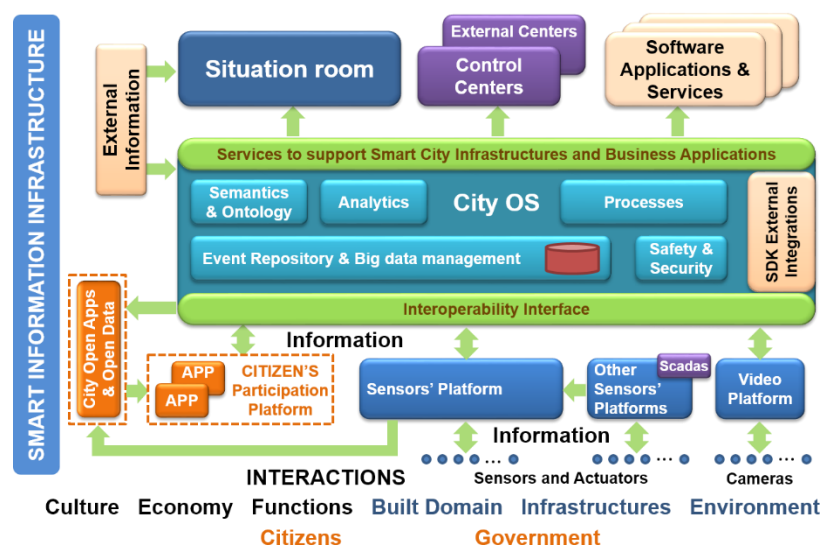 SMART INFORMATION INFRASTRUCTURE
External
Information
Situation room
External Centers
Control
Centers
Software
Applications &
Services
Services to support Smart City Infrastructures and Business Applications
Semantics
& Ontology
Analytics
City OS
Processes
SDK External
Integrations
Event Repository & Big data management
Safety &
Security
Interoperability Interface
City Open Apps
& Open Data
Information
APP
APP
CITIZEN'S
Participation
Platform
Sensors' Platform
Other
Sensors'
Platforms
Scadas
Video
Platform
Information
...
...
...
INTERACTIONS
Sensors and Actuators
Cameras
Culture Economy Functions Built Domain Infrastructures Environment
Citizens Government